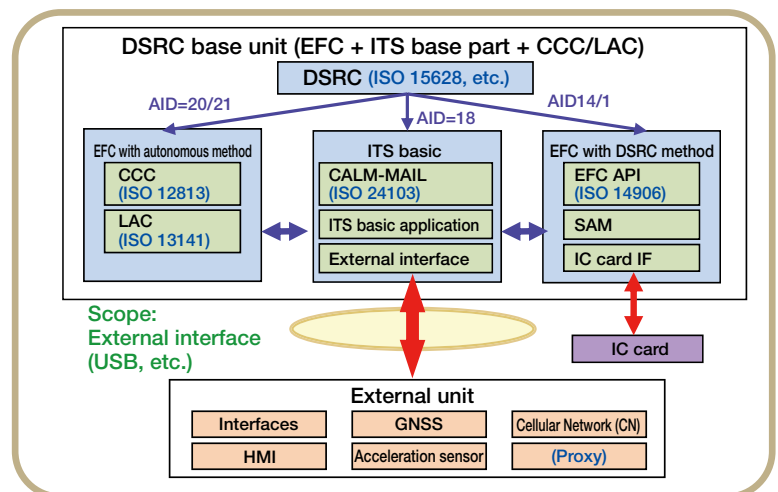 DSRC base unit (EFC + ITS base part + CCC/LAC)
DSRC (ISO 15628, etc.)
AID=20/21
AID=18
AID14/1
EFC with autonomous method
CCC
(ISO 12813)
LAC
(ISO 13141)
ITS basic
CALM-MAIL
(ISO 24103)
ITS basic application
External interface
EFC with DSRC method
EFC API
(ISO 14906)
SAM
IC card IF
Scope:
External interface
(USB, etc.)
IC card
External unit
Interfaces
GNSS
Cellular Network (CN)
HMI
Acceleration sensor
(Proxy)